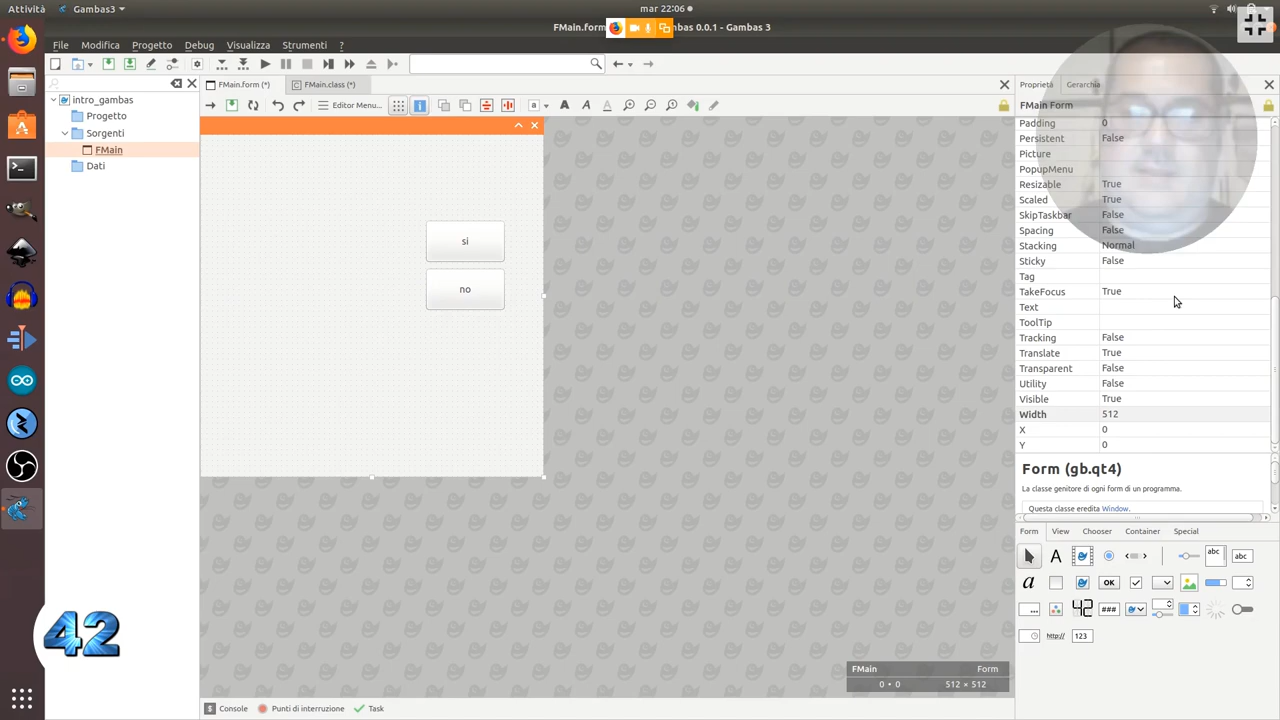 Attività
Gambas3
mar 22:06
FMain.form
Gambas 0.0.1 - Gambas 3
File
Modifica
Progetto
Debug
Visualizza
Strumenti
?
FMain.form (*)
FMain.class (*)
Proprietà
Gerarchia
intro_gambas
Progetto
Sorgenti
FMain
Dati
Editor Menu...
a
A
A
A
FMain Form
Padding 0
Persistent False
Picture
PopupMenu
Resizable True
Scaled True
SkipTaskbar False
Spacing False
Stacking Normal
Sticky False
Tag
TakeFocus True
Text
ToolTip
Tracking False
Translate True
Transparent False
Utility False
Visible True
Width 512
X 0
Y 0
si
no
Form (gb.qt4)
La classe genitore di ogni form di un programma.
Questa classe eredita Window.
Form View Chooser Container Special
A abc abc
a OK
... 42 ###
http:// 123
42
FMain Form
0 • 0 512 × 512
Console
Punti di interruzione
Task